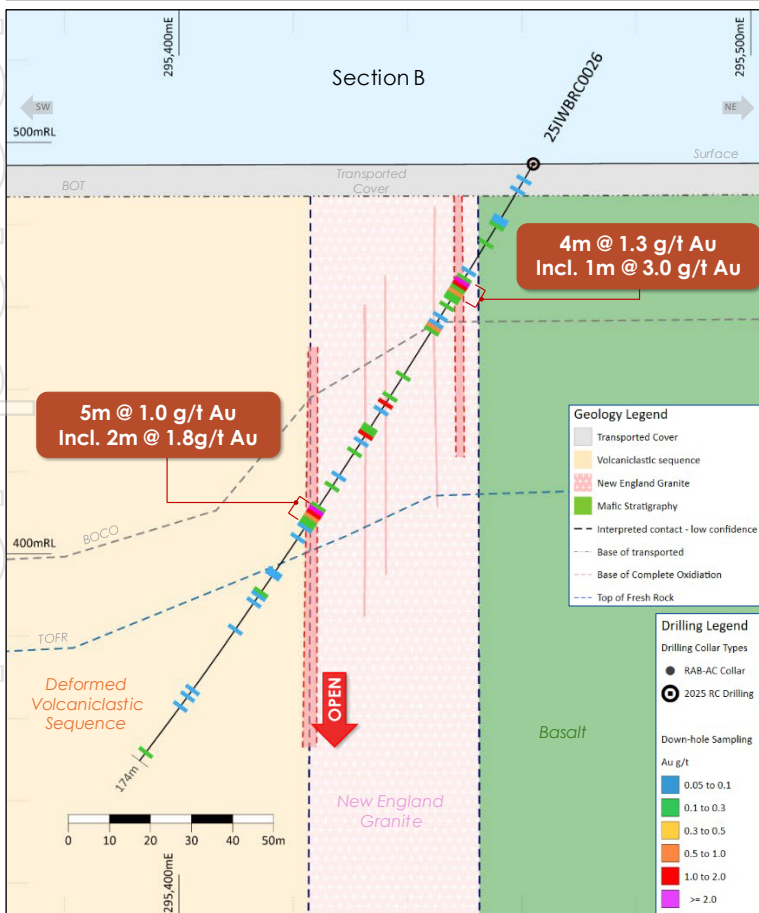 295,400mE
295,500mE
Section B
25IWBRC0026
SW
NE
500mRL
Surface
BOT
Transported
Cover
4m @ 1.3 g/t Au
Incl. 1m @ 3.0 g/t Au
5m @ 1.0 g/t Au
Incl. 2m @ 1.8g/t Au
Geology Legend
Transported Cover
Volcaniclastic sequence
New England Granite
Mafic Stratigraphy
Interpreted contact - low confidence
Base of transported
Base of Complete Oxidiation
Top of Fresh Rock
BOCO
400mRL
TOFR
Drilling Legend
Drilling Collar Types
RAB-AC Collar
2025 RC Drilling
Down-hole Sampling
Au g/t
0.05 to 0.1
0.1 to 0.3
0.3 to 0.5
0.5 to 1.0
1.0 to 2.0
>= 2.0
Deformed
Volcaniclastic
Sequence
OPEN
Basalt
174m
New England
Granite
0 10 20 30 40 50m
295,400mE